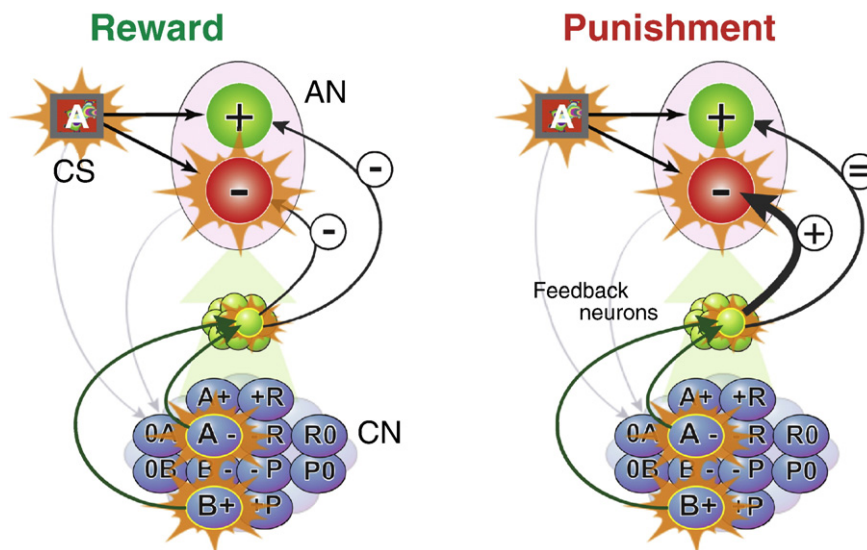 Reward
Punishment
A
+
AN
CS
-
-
-
A+
+R
0A
A -
R
R0
CN
0B
B -
-P
P0
B+
+P
A
+
-
=
+
Feedback
neurons
A+
+R
0A
A -
R
R0
0B
B -
-P
P0
B+
+P